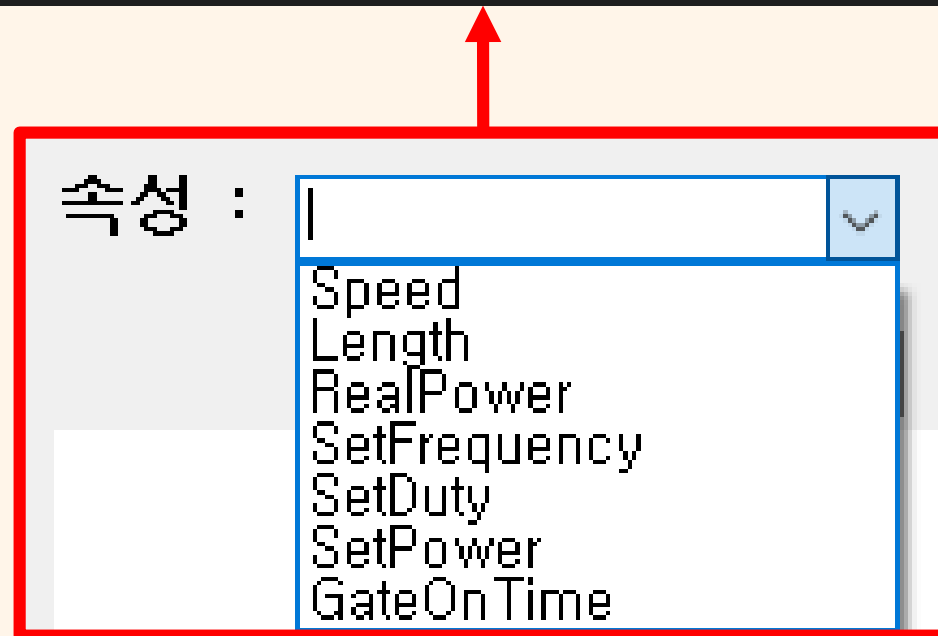 속성 :
Speed
Length
RealPower
SetFrequency
SetDuty
SetPower
GateOnTime